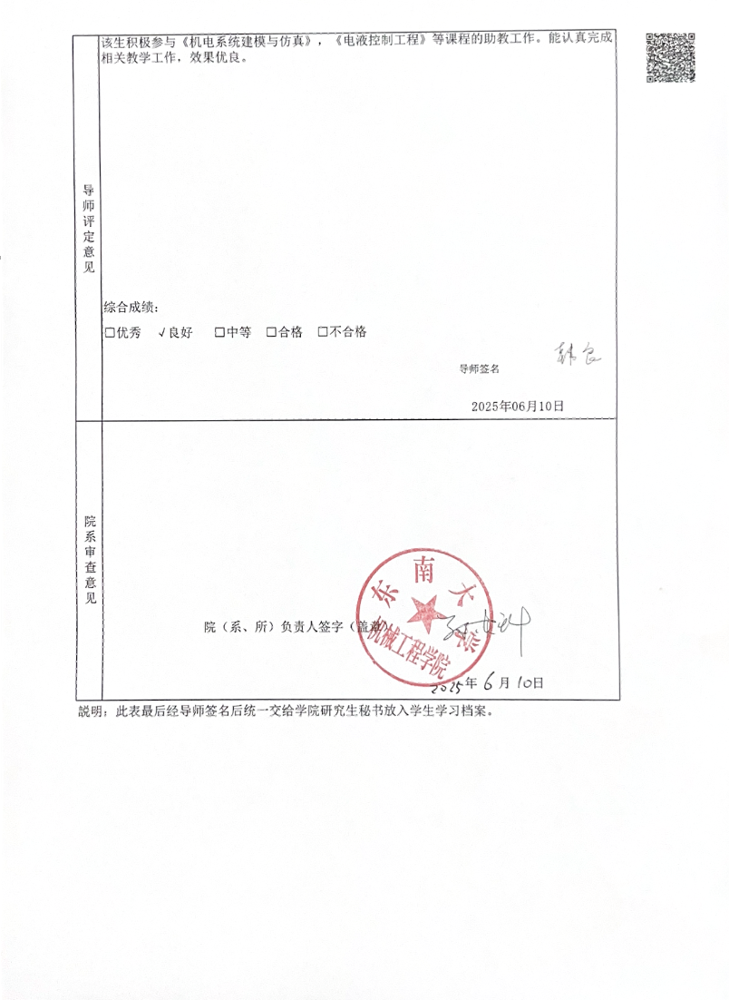 该生积极参与《机电系统建模与仿真》，《电液控制工程》等课程的助教工作。能认真完成
相关教学工作，效果优良。
导师评定意见
综合成绩：
□优秀 √良好 □中等 □合格 □不合格
导师签名 韩良
2025年06月10日
院系审查意见
东南大学
机械工程学院
院（系、所）负责人签字（盖章）
2025年 6月 10日
説明：此表最后经导师签名后统一交给学院研究生秘书放入学生学习档案。